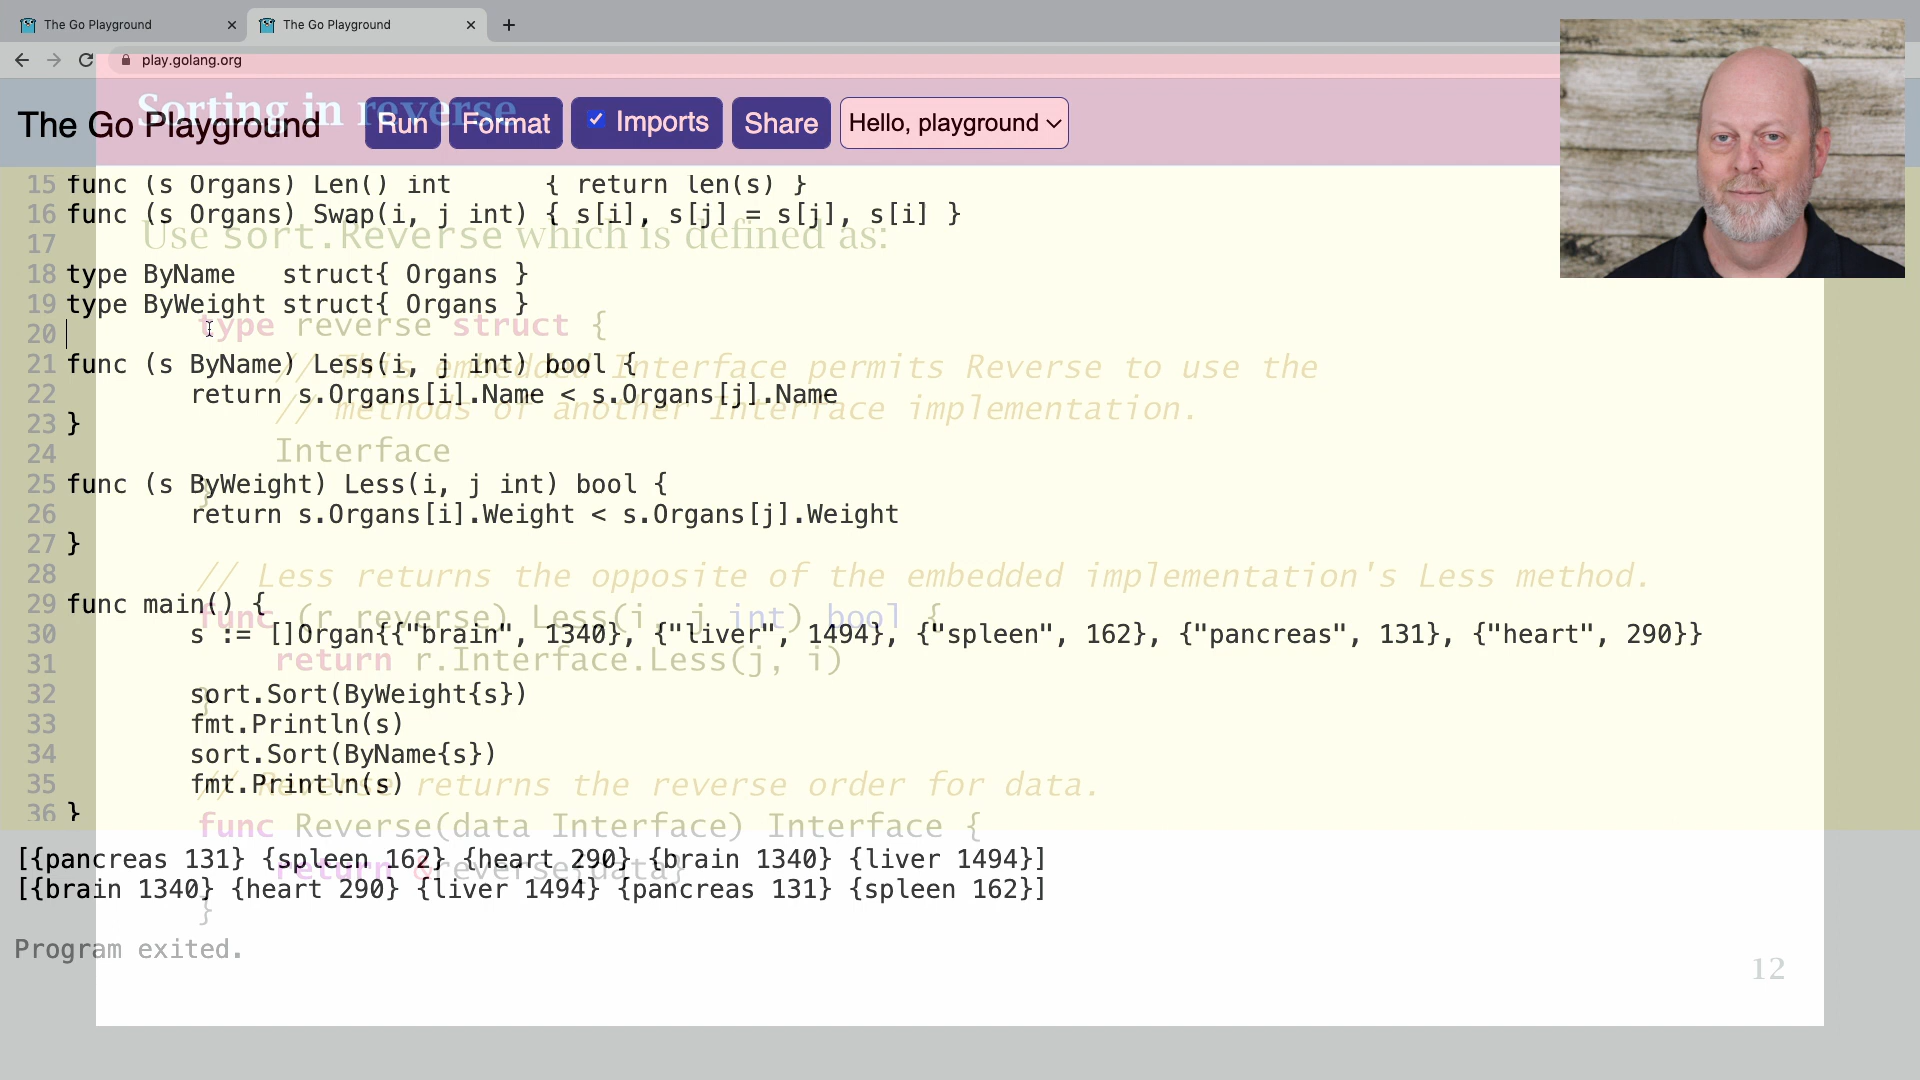 The Go Playground
The Go Playground
play.golang.org
Sorting in reverse
The Go Playground
Run
Format
Imports
Share
Hello, playground
15 func (s Organs) Len() int      { return len(s) }
16 func (s Organs) Swap(i, j int) { s[i], s[j] = s[j], s[i] }
Use sort.Reverse which is defined as:
17
18 type ByName   struct{ Organs }
19 type ByWeight struct{ Organs }
type reverse struct {
20
21 func (s ByName) Less(i, j int) bool {
// This embedded Interface permits Reverse to use the
22         return s.Organs[i].Name < s.Organs[j].Name
// methods of another Interface implementation.
23 }
Interface
24
25 func (s ByWeight) Less(i, j int) bool {
}
26         return s.Organs[i].Weight < s.Organs[j].Weight
27 }
28
// Less returns the opposite of the embedded implementation's Less method.
29 func main() {
func (r reverse) Less(i, j int) bool {
30         s := []Organ{{"brain", 1340}, {"liver", 1494}, {"spleen", 162}, {"pancreas", 131}, {"heart", 290}}
31
return r.Interface.Less(j, i)
32         sort.Sort(ByWeight{s})
}
33         fmt.Println(s)
34         sort.Sort(ByName{s})
35         fmt.Println(s)
// Reverse returns the reverse order for data.
36 }
func Reverse(data Interface) Interface {
[{pancreas 131} {spleen 162} {heart 290} {brain 1340} {liver 1494}]
return &reverse{data}
[{brain 1340} {heart 290} {liver 1494} {pancreas 131} {spleen 162}]
}
Program exited.
12